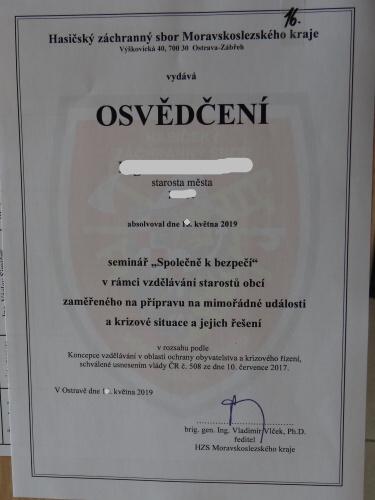 16.
Hasičský záchranný sbor Moravskoslezského kraje
Výškovická 40, 700 30 Ostrava-Zábřeh
vydává
OSVĚDČENÍ
starosta města
absolvoval dne 1 . května 2019
seminář „Společně k bezpečí“
v rámci vzdělávání starostů obcí
zaměřeného na přípravu na mimořádné události
a krizové situace a jejich řešení
v rozsahu podle
Koncepce vzdělávání v oblasti ochrany obyvatelstva a krizového řízení,
schválené usnesením vlády ČR č. 508 ze dne 10. července 2017.
V Ostravě dne 1 . května 2019
brig. gen. Ing. Vladimír Vlček, Ph.D.
ředitel
HZS Moravskoslezského kraje